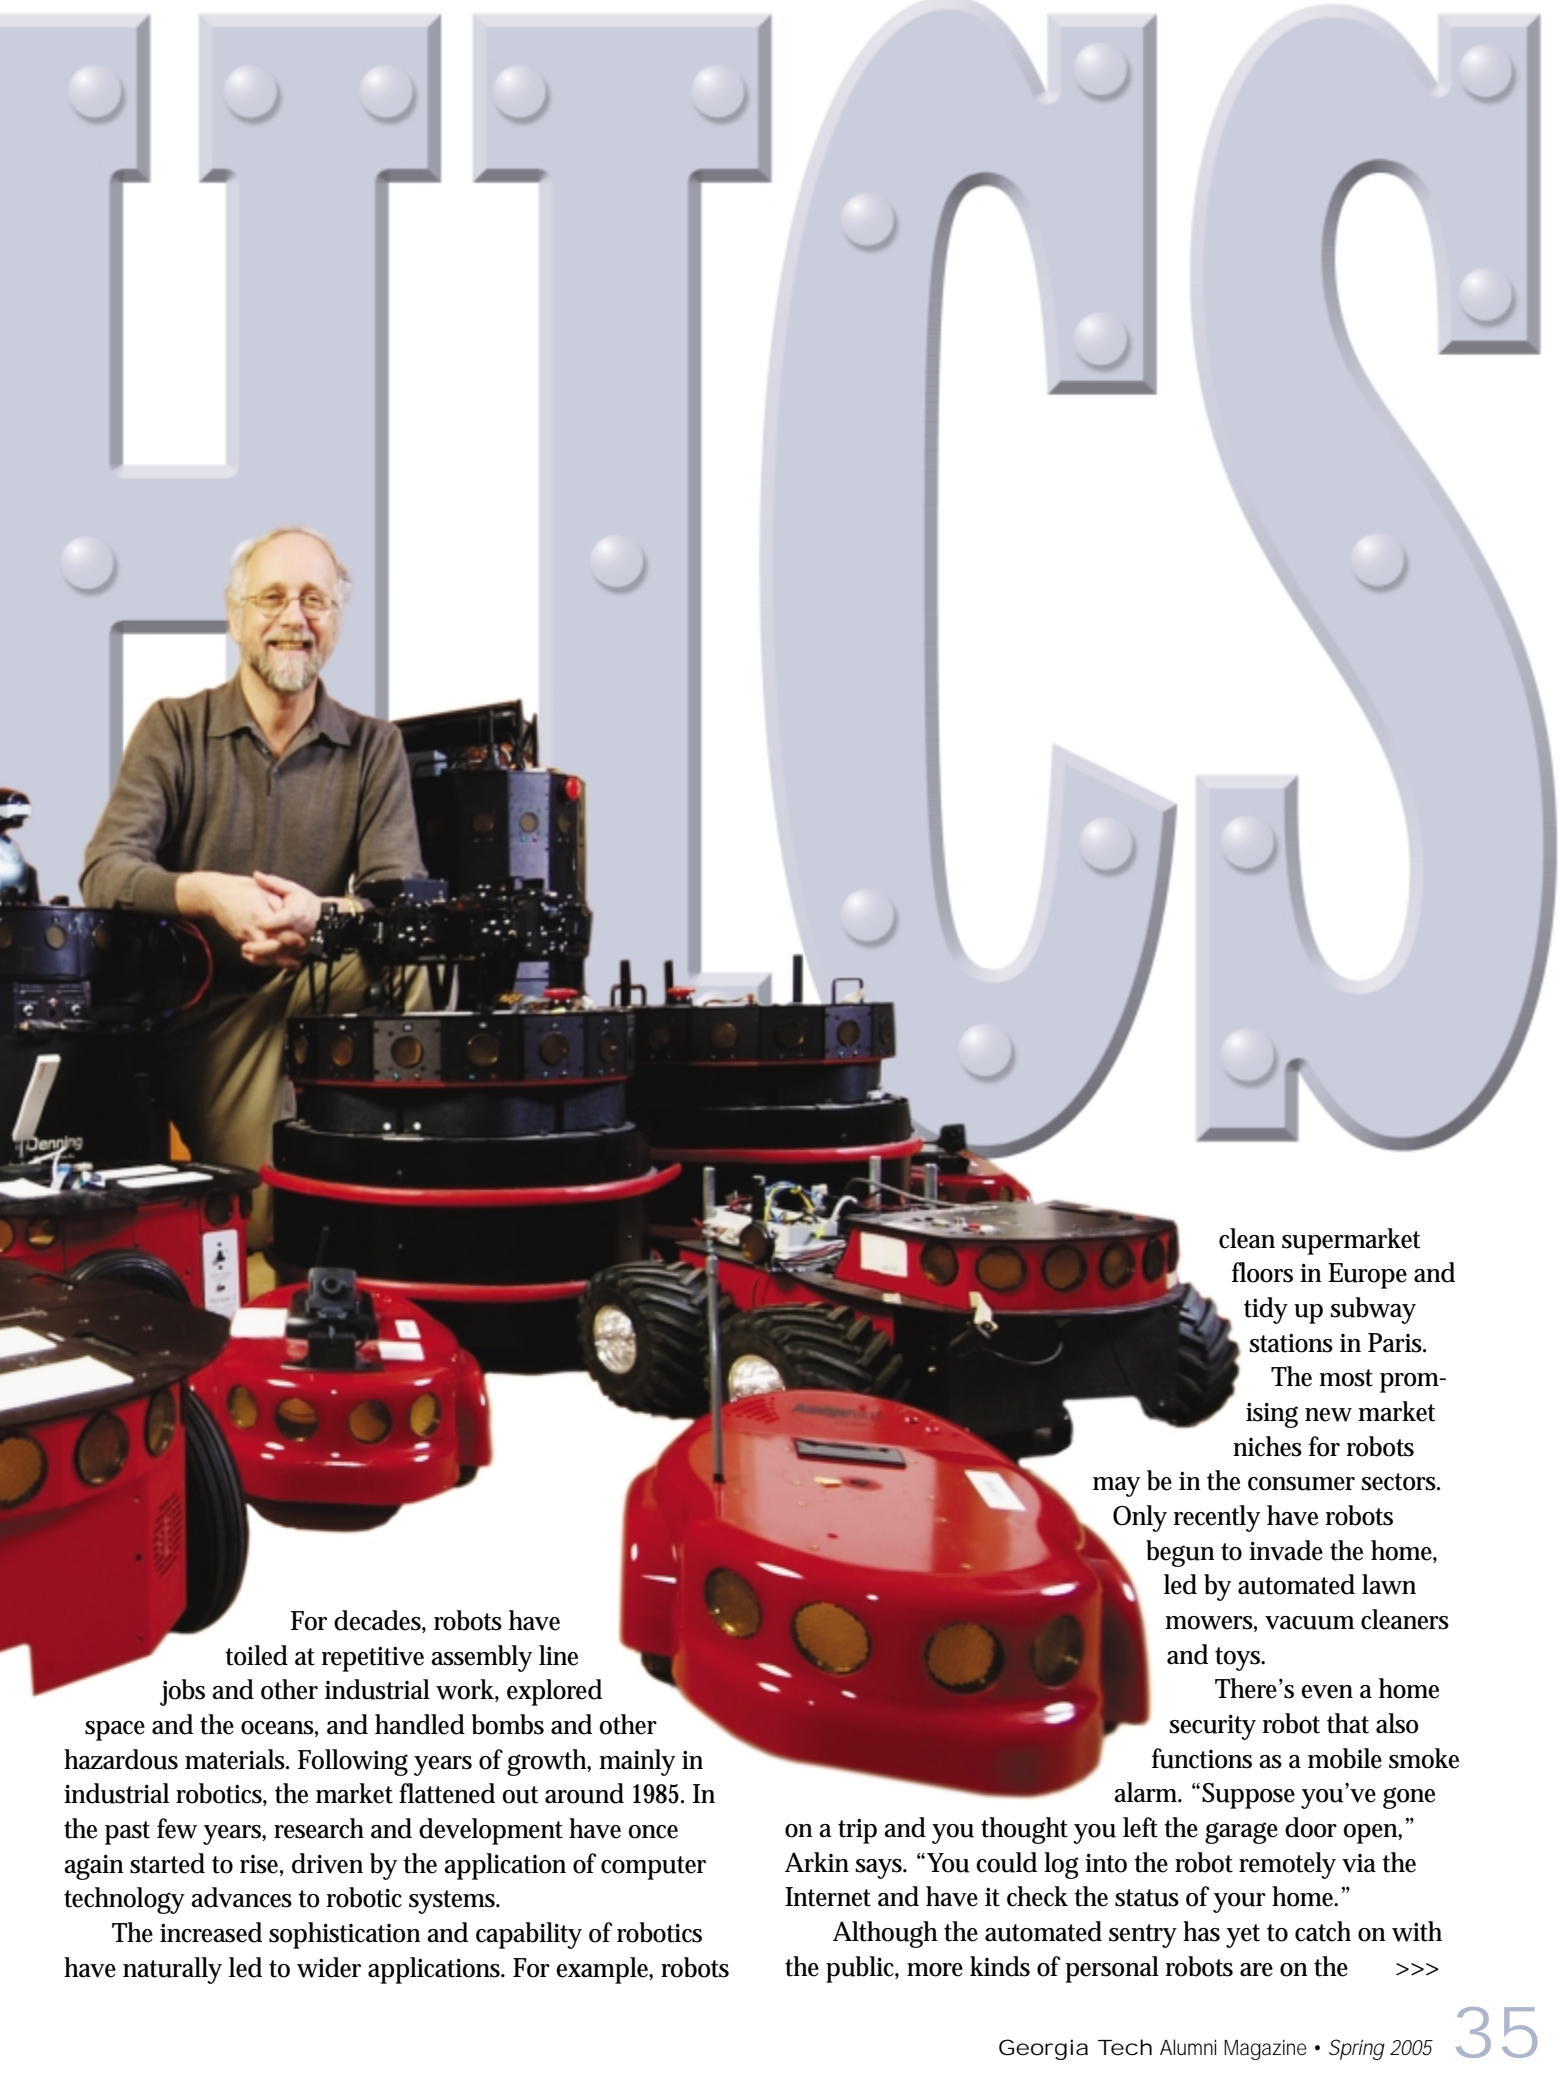 HICS
Denning
For decades, robots have
toiled at repetitive assembly line
jobs and other industrial work, explored
space and the oceans, and handled bombs and other
hazardous materials. Following years of growth, mainly in
industrial robotics, the market flattened out around 1985. In
the past few years, research and development have once
again started to rise, driven by the application of computer
technology advances to robotic systems.
The increased sophistication and capability of robotics
have naturally led to wider applications. For example, robots
clean supermarket
floors in Europe and
tidy up subway
stations in Paris.
The most prom-
ising new market
niches for robots
may be in the consumer sectors.
Only recently have robots
begun to invade the home,
led by automated lawn
mowers, vacuum cleaners
and toys.
There’s even a home
security robot that also
functions as a mobile smoke
alarm. “Suppose you’ve gone
on a trip and you thought you left the garage door open,”
Arkin says. “You could log into the robot remotely via the
Internet and have it check the status of your home.”
Although the automated sentry has yet to catch on with
the public, more kinds of personal robots are on the >>>
Georgia Tech Alumni Magazine • Spring 2005 35